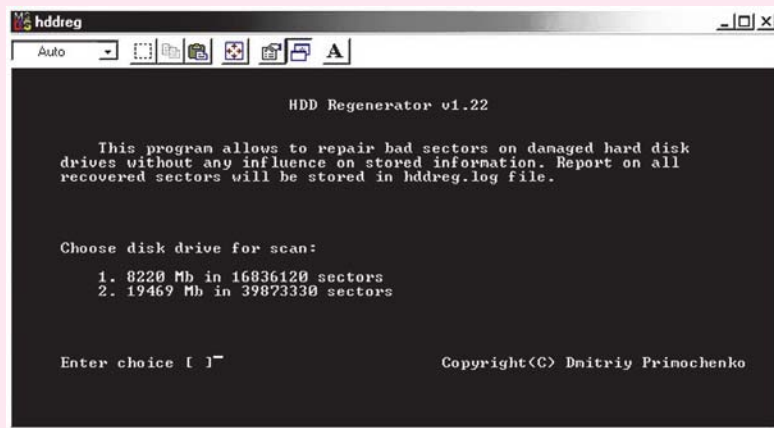 hddreg
Auto
A
HDD Regenerator v1.22
This program allows to repair bad sectors on damaged hard disk
drives without any influence on stored information. Report on all
recovered sectors will be stored in hddreg.log file.
Choose disk drive for scan:
1. 8220 Mb in 16836120 sectors
2. 19469 Mb in 39873330 sectors
Enter choice [ ]
Copyright(C) Dmitriy Primochenko